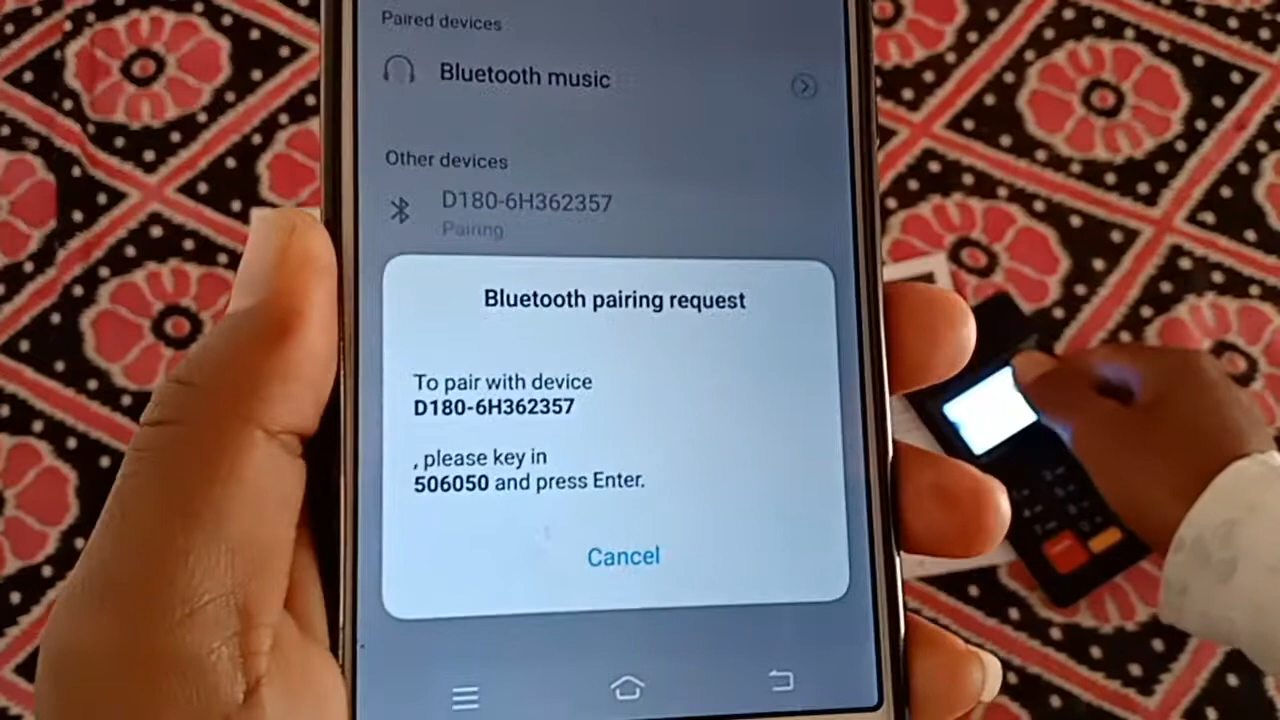 Paired devices
Bluetooth music
Other devices
D180-6H362357
Pairing
Bluetooth pairing request
To pair with device
D180-6H362357
, please key in
506050 and press Enter.
Cancel